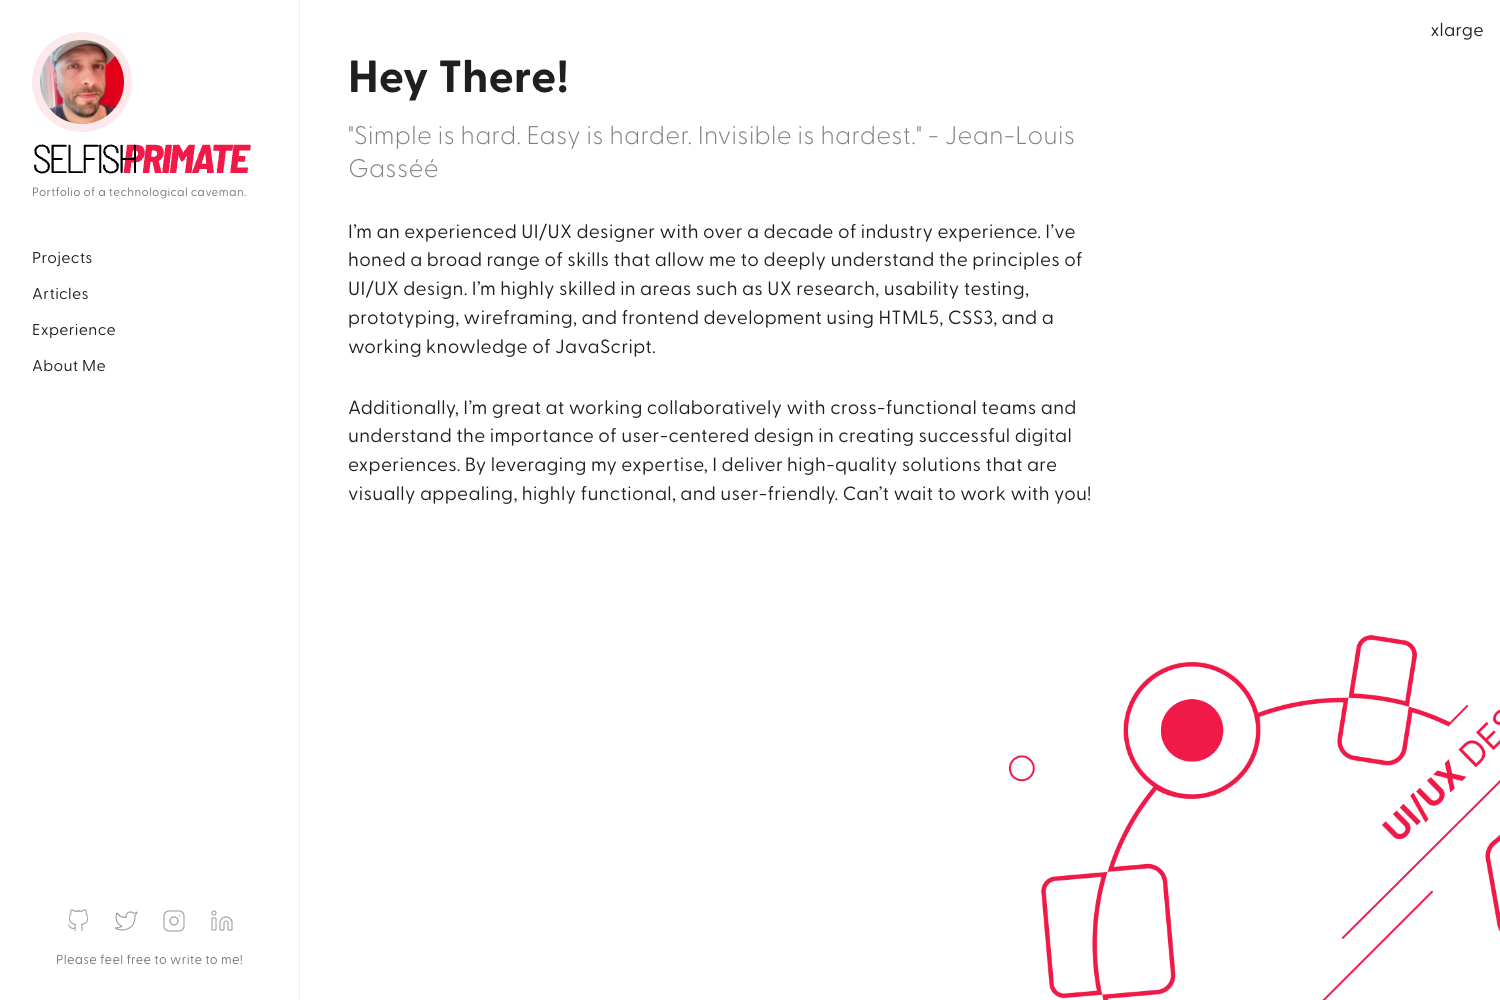 xlarge
SELFISHPRIMATE
Portfolio of a technological caveman.
Projects
Articles
Experience
About Me
Please feel free to write to me!
Hey There!
"Simple is hard. Easy is harder. Invisible is hardest." - Jean-Louis
Gasséé
I’m an experienced UI/UX designer with over a decade of industry experience. I’ve
honed a broad range of skills that allow me to deeply understand the principles of
UI/UX design. I’m highly skilled in areas such as UX research, usability testing,
prototyping, wireframing, and frontend development using HTML5, CSS3, and a
working knowledge of JavaScript.
Additionally, I’m great at working collaboratively with cross-functional teams and
understand the importance of user-centered design in creating successful digital
experiences. By leveraging my expertise, I deliver high-quality solutions that are
visually appealing, highly functional, and user-friendly. Can’t wait to work with you!
UI/UX DES